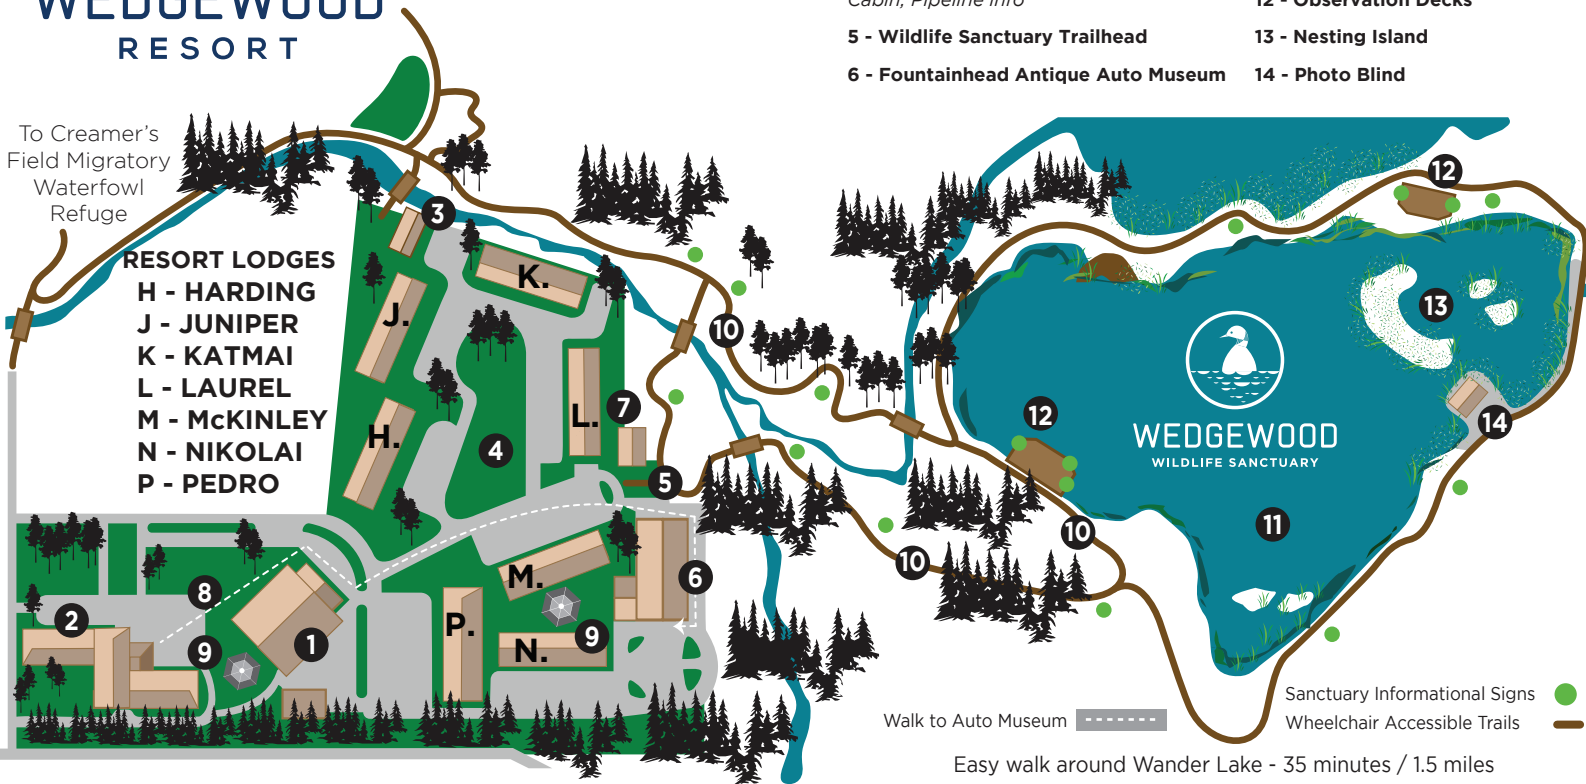 WEDGEWOOD
RESORT
Cabin, Pipeline Info
5 - Wildlife Sanctuary Trailhead
6 - Fountainhead Antique Auto Museum
12 - Observation Decks
13 - Nesting Island
14 - Photo Blind
To Creamer's
Field Migratory
Waterfowl
Refuge
RESORT LODGES
H - HARDING
J - JUNIPER
K - KATMAI
L - LAUREL
M - McKINLEY
N - NIKOLAI
P - PEDRO
3
K.
J.
10
H.
L.
7
4
5
M.
6
8
P.
2
1
9
N.
9
12
13
12
14
WEDGEWOOD
WILDLIFE SANCTUARY
11
10
10
Sanctuary Informational Signs
Walk to Auto Museum
Wheelchair Accessible Trails
Easy walk around Wander Lake - 35 minutes / 1.5 miles